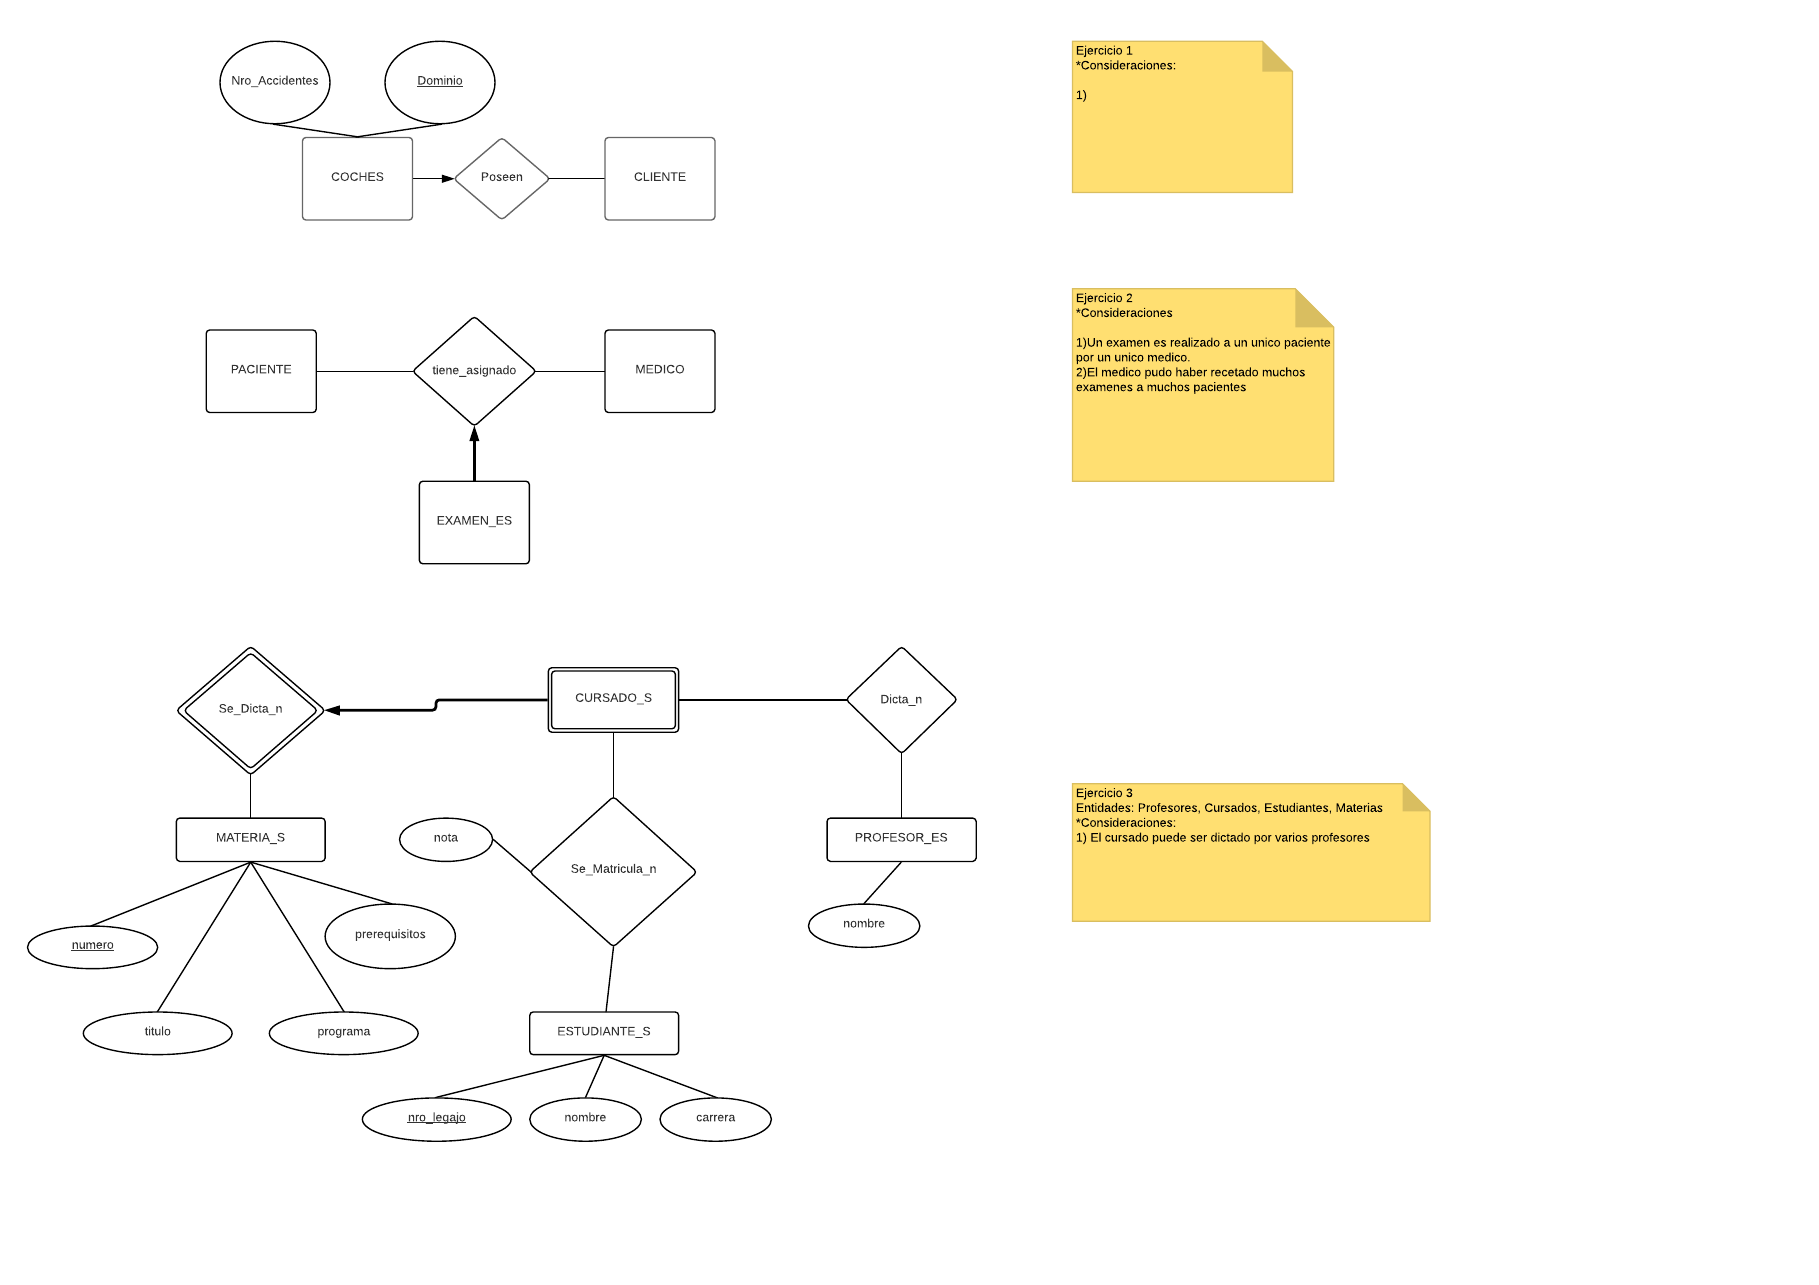 Nro_Accidentes
Dominio
COCHES
Poseen
CLIENTE
Ejercicio 1
*Consideraciones:
1)
PACIENTE
tiene_asignado
MEDICO
EXAMEN_ES
Ejercicio 2
*Consideraciones
1)Un examen es realizado a un unico paciente
por un unico medico.
2)El medico pudo haber recetado muchos
examenes a muchos pacientes
Se_Dicta_n
CURSADO_S
Dicta_n
MATERIA_S
nota
Se_Matricula_n
PROFESOR_ES
numero
prerequisitos
nombre
titulo
programa
ESTUDIANTE_S
nro_legajo
nombre
carrera
Ejercicio 3
Entidades: Profesores, Cursados, Estudiantes, Materias
*Consideraciones:
1) El cursado puede ser dictado por varios profesores